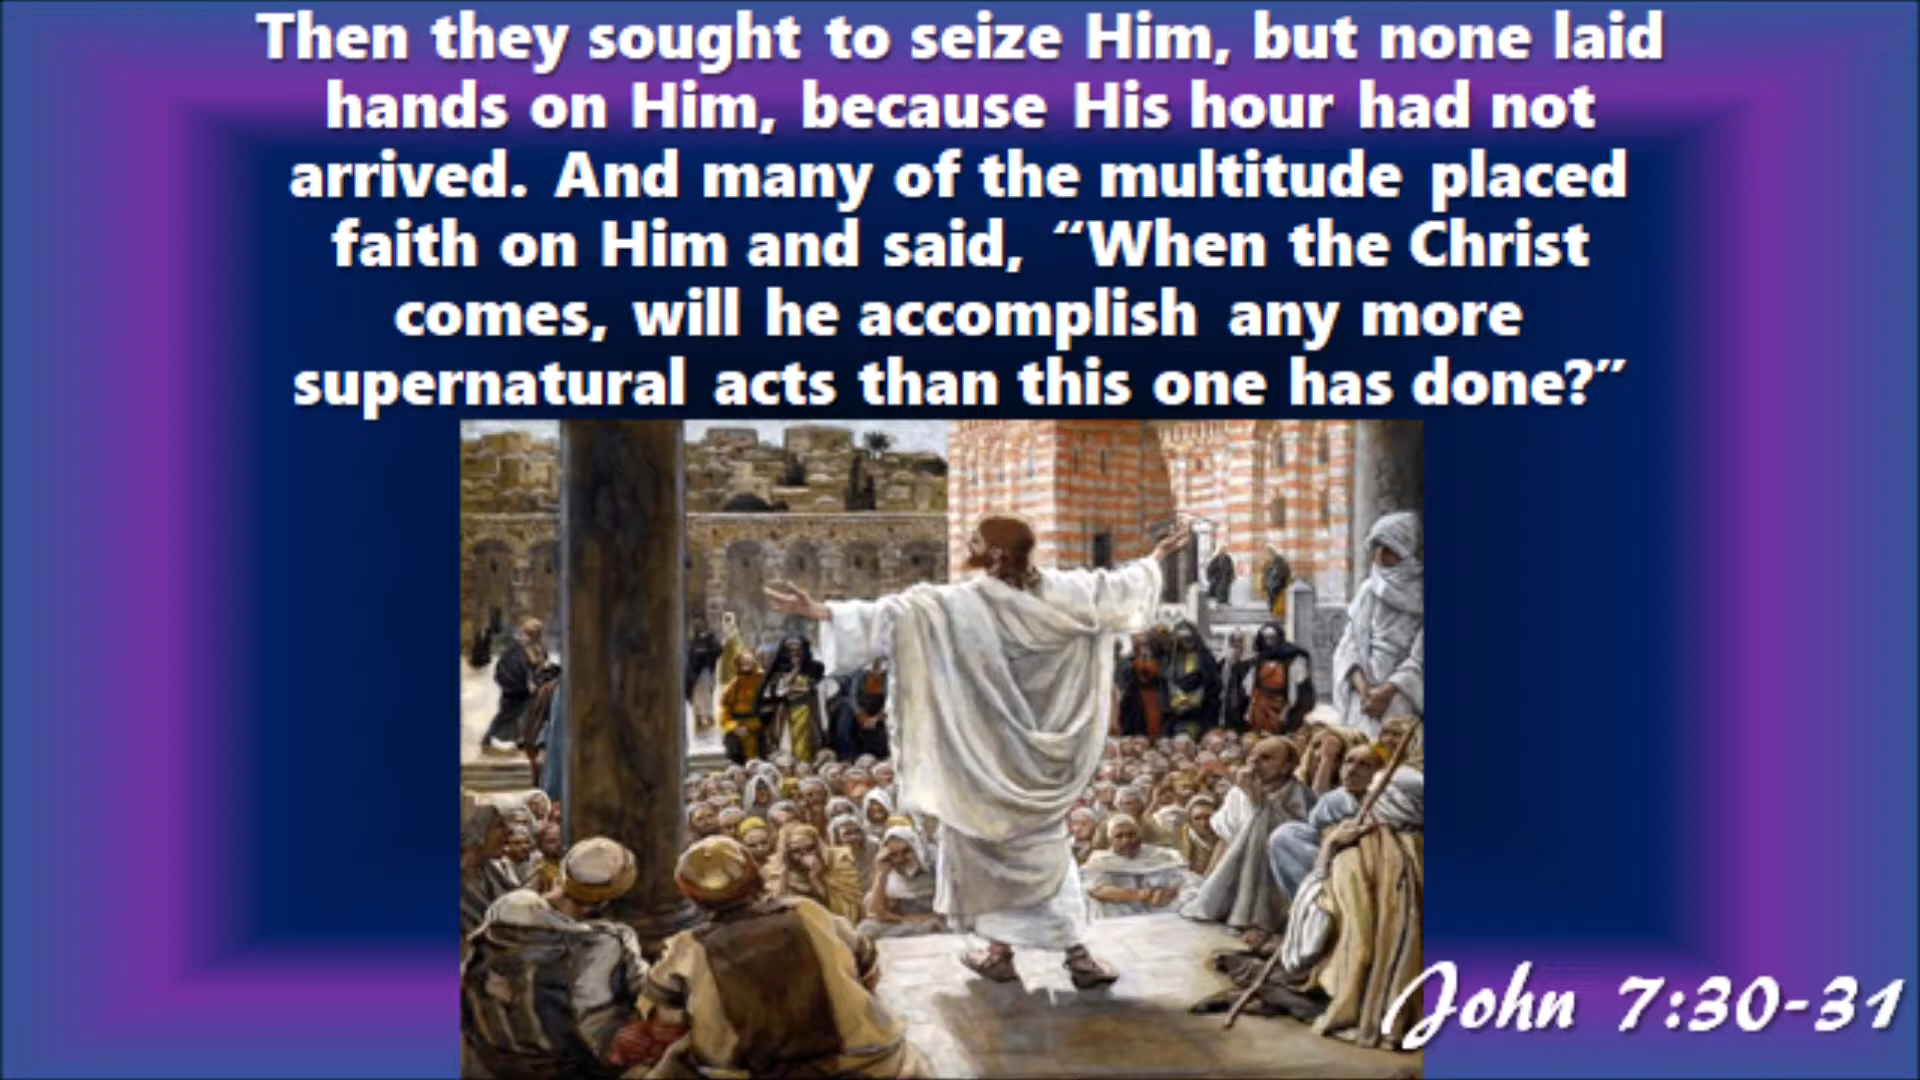 Then they sought to seize Him, but none laid
hands on Him, because His hour had not
arrived. And many of the multitude placed
faith on Him and said, “When the Christ
comes, will he accomplish any more
supernatural acts than this one has done?”
John 7:30-31